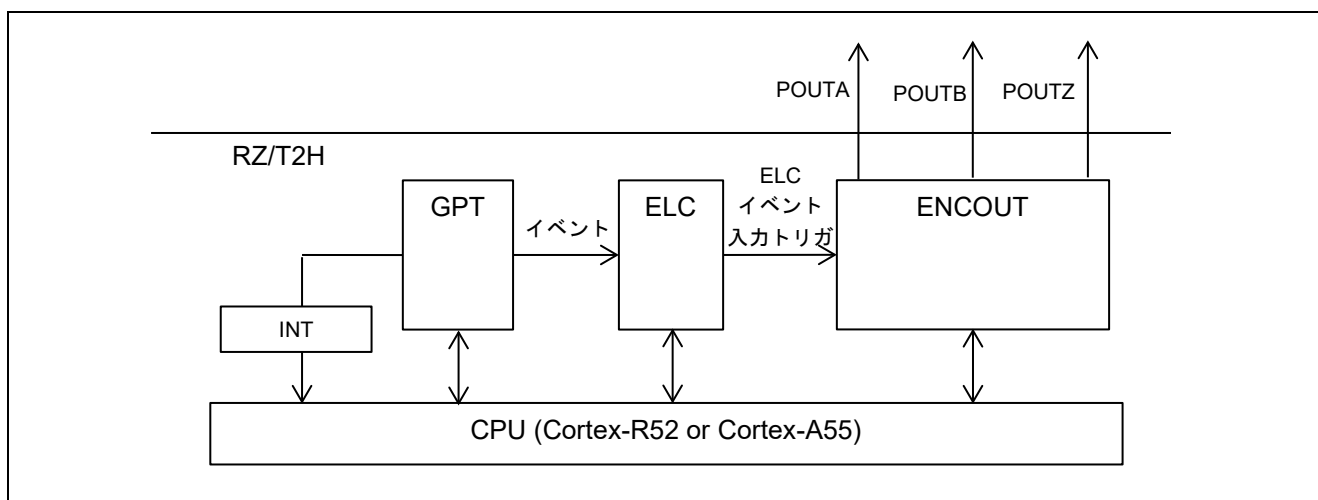 POUTA
POUTB
POUTZ
RZ/T2H
GPT
イベント
ELC
ELC
イベント
入力トリガ
ENCOUT
INT
CPU (Cortex-R52 or Cortex-A55)